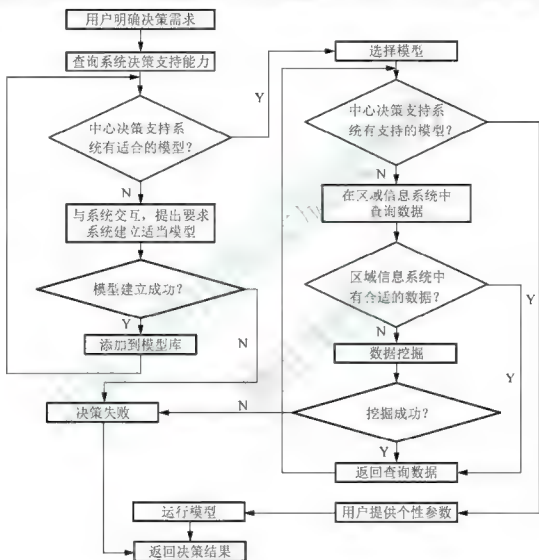 用户明确决策需求
查询系统决策支持能力
Y
中心决策支持系
统有适合的模型？
N
与系统交互，提出要求
系统建立适当模型
模型建立成功？
Y
N
添加到模型库
决策失败
选择模型
中心决策支持系
统有支持的模型？
N
在区域信息系统中
查询数据
区域信息系统中
有合适的数据？
Y
N
数据挖掘
Y
N
挖掘成功？
Y
返回查询数据
运行模型
用户提供个性参数
返回决策结果